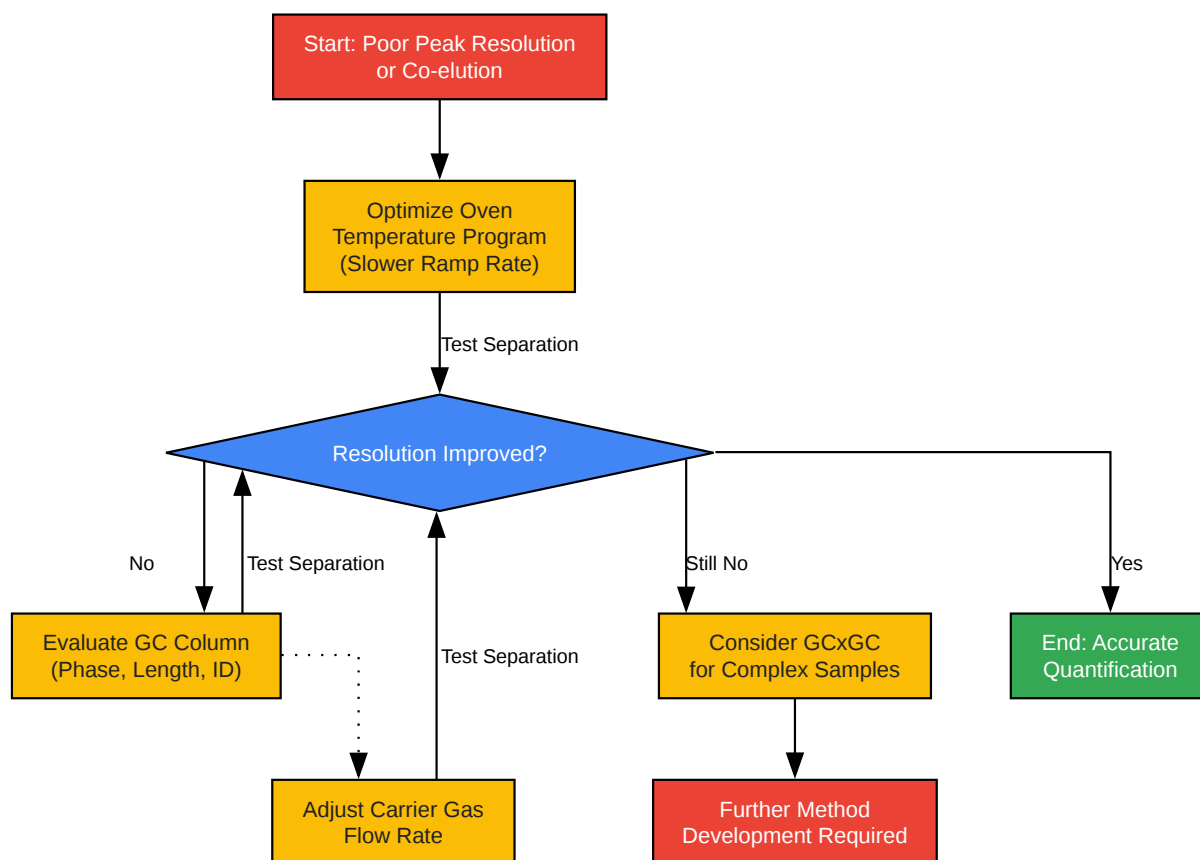 Start: Poor Peak Resolution
or Co-elution
Optimize Oven
Temperature Program
(Slower Ramp Rate)
Test Separation
Resolution Improved?
No
Test Separation
Still No
Yes
Evaluate GC Column
(Phase, Length, ID)
Test Separation
Consider GCxGC
for Complex Samples
End: Accurate
Quantification
Adjust Carrier Gas
Flow Rate
Further Method
Development Required